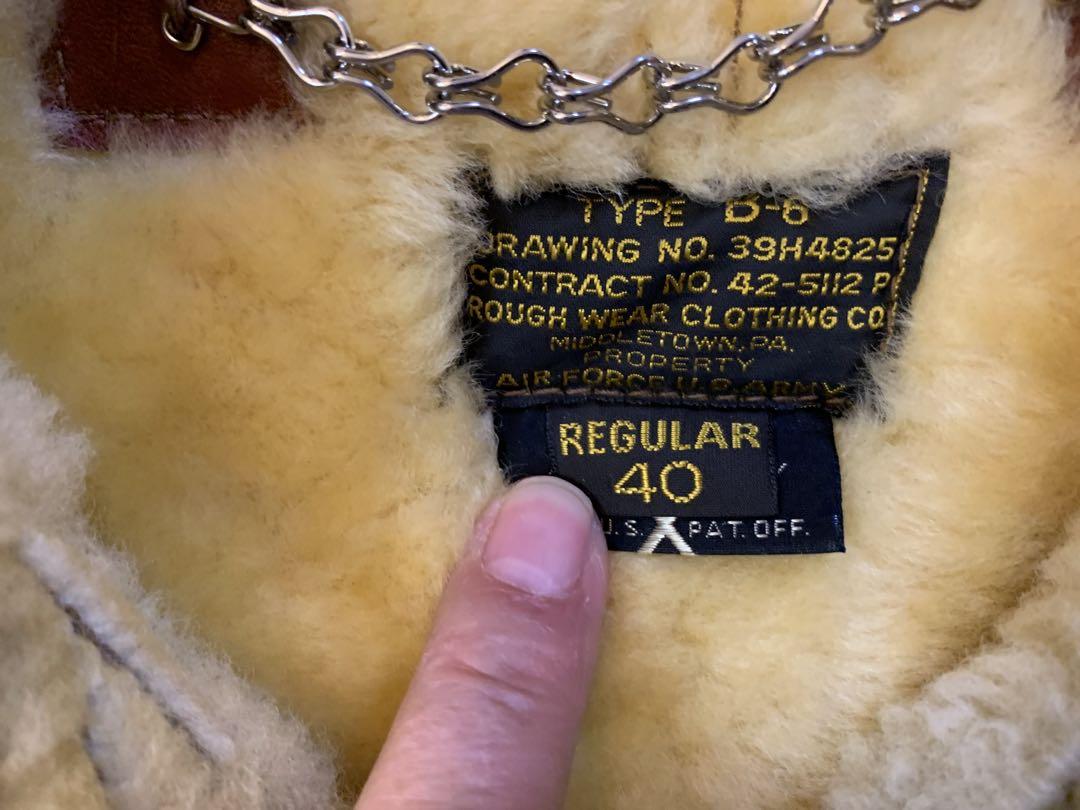 TYPE B-6
DRAWING NO. 39H4825
CONTRACT NO. 42-5112 P
ROUGH WEAR CLOTHING CO
MIDDLETOWN, PA.
PROPERTY
AIR FORCE U.S. ARMY
REGULAR
40
U.S. PAT. OFF.